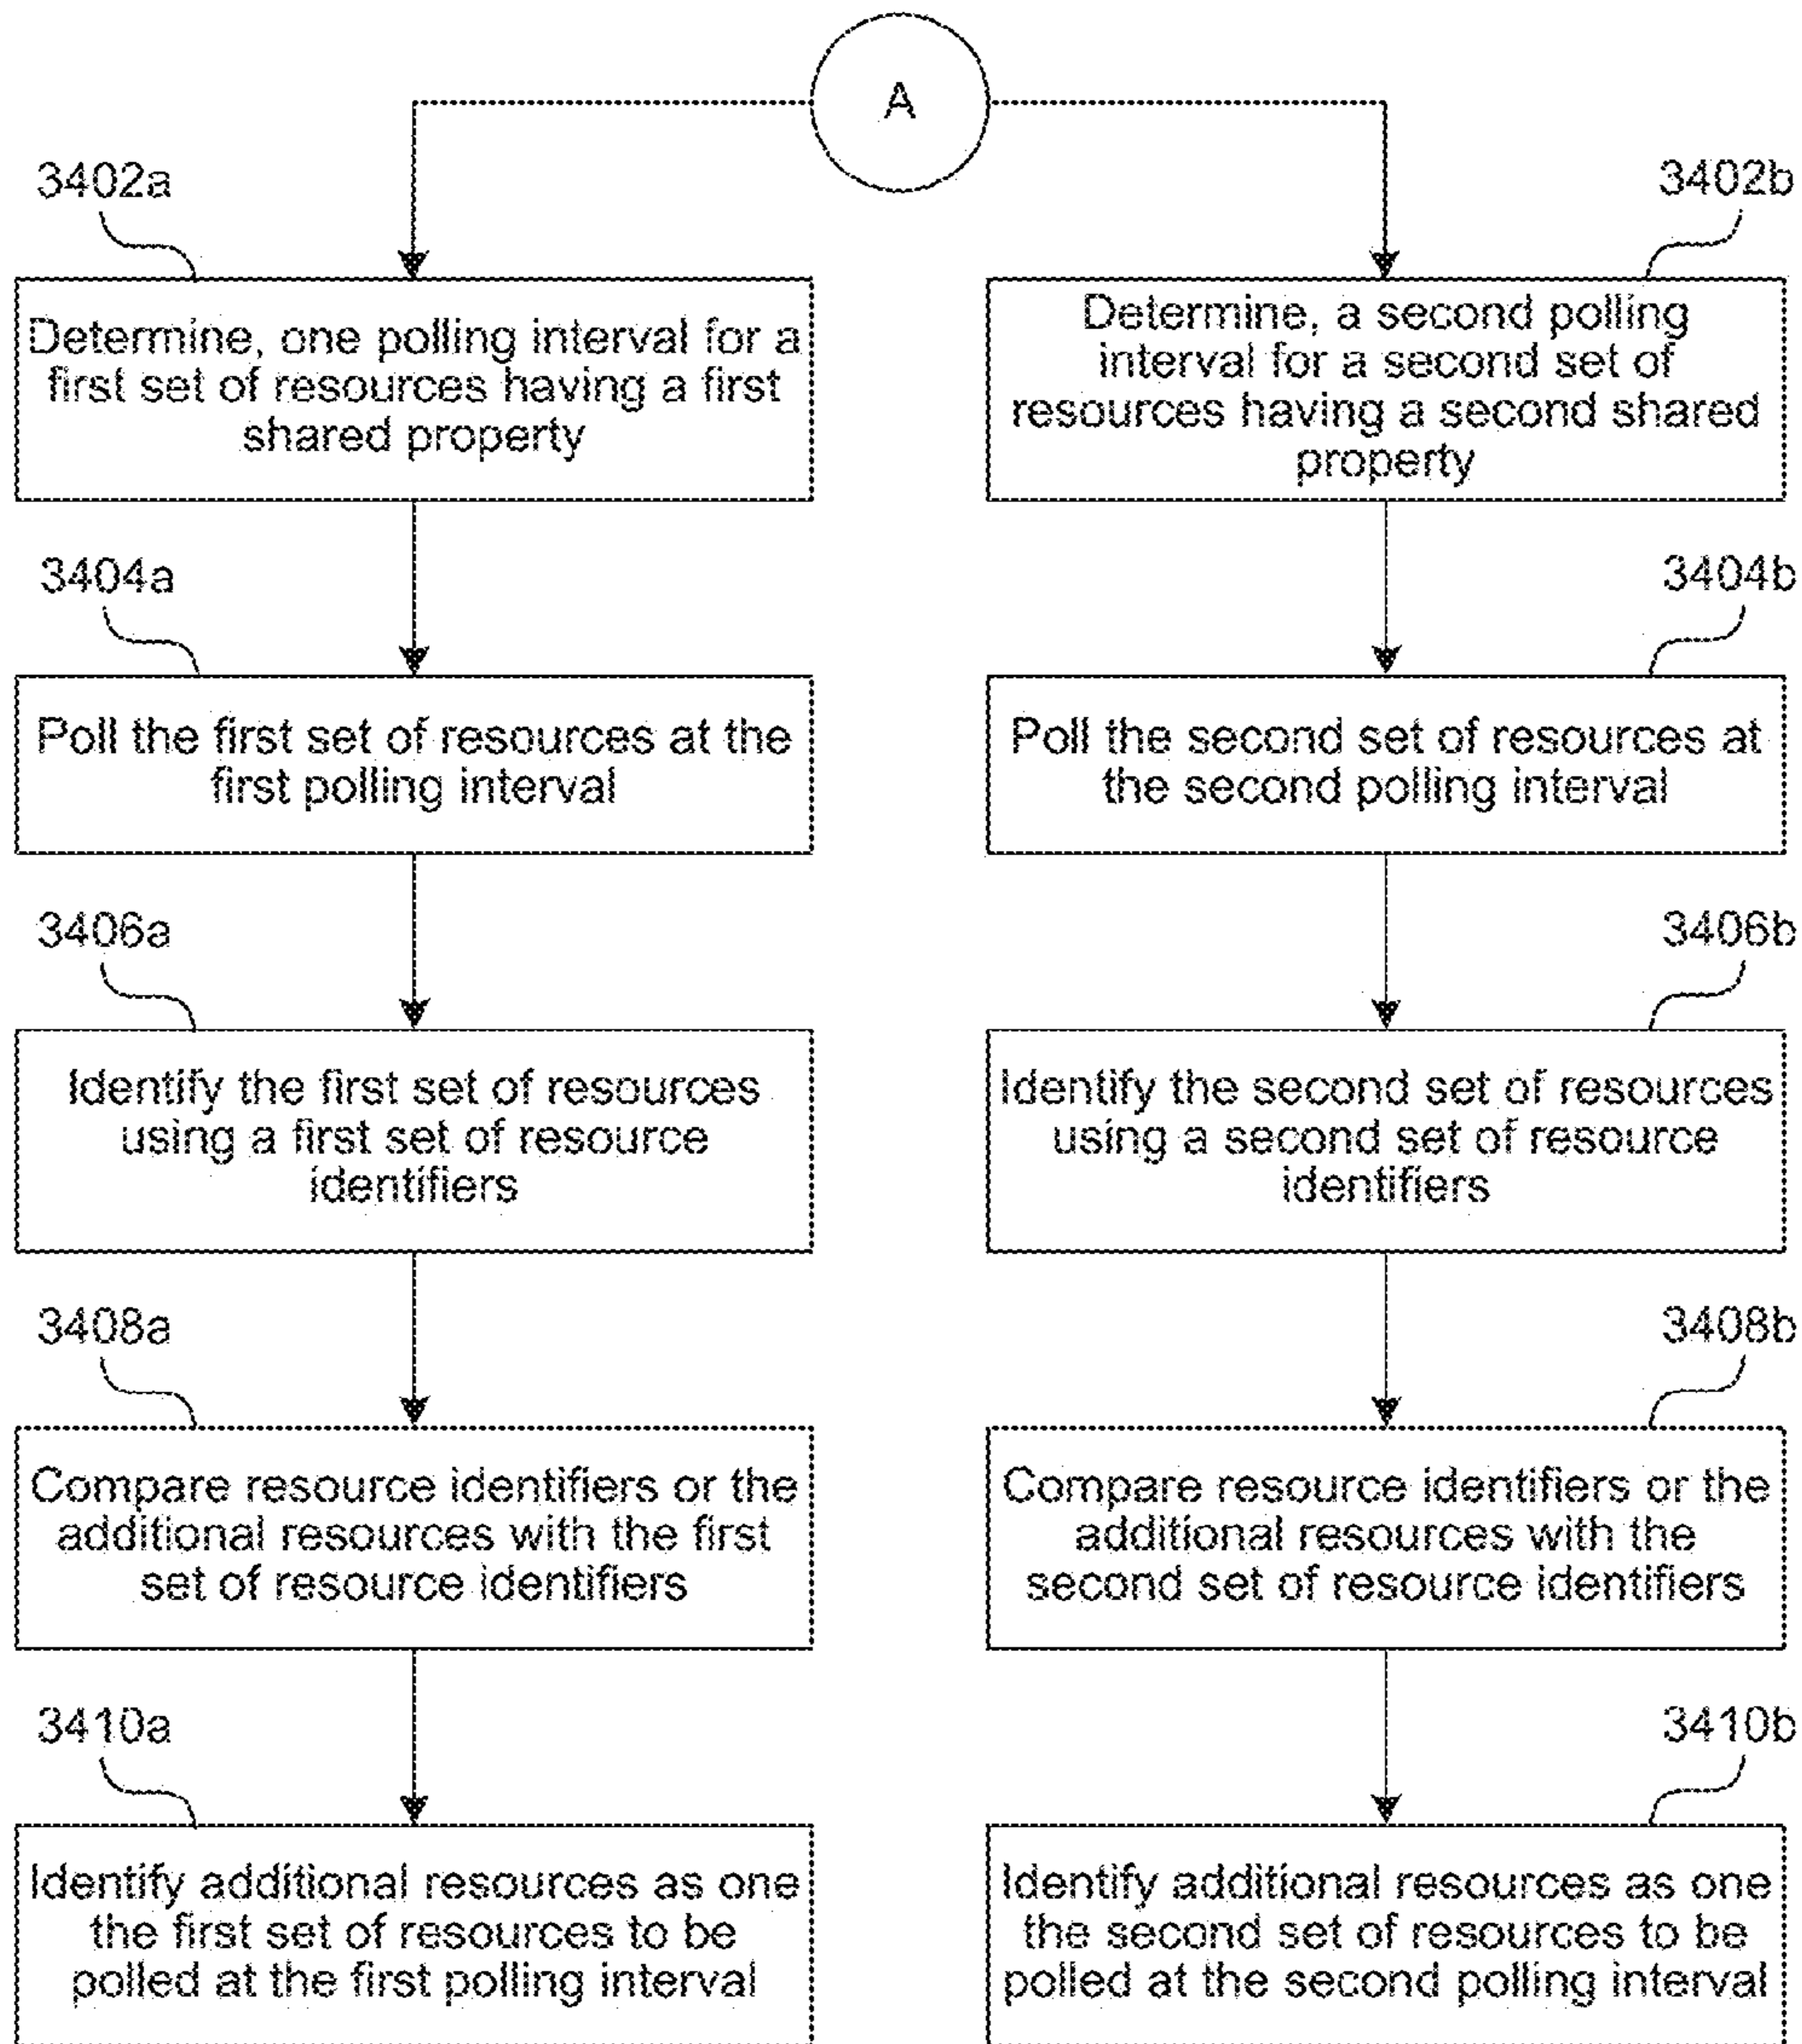 A
3402a
3402b
Determine, one polling interval for a
first set of resources having a first
shared property
Determine, a second polling
interval for a second set of
resources having a second shared
property
3404a
3404b
Poll the first set of resources at the
first polling interval
Poll the second set of resources at
the second polling interval
3406a
3406b
Identify the first set of resources
using a first set of resource
identifiers
Identify the second set of resources
using a second set of resource
identifiers
3408a
3408b
Compare resource identifiers or the
additional resources with the first
set of resource identifiers
Compare resource identifiers or the
additional resources with the
second set of resource identifiers
3410a
3410b
Identify additional resources as one
the first set of resources to be
polled at the first polling interval
Identify additional resources as one
the second set of resources to be
polled at the second polling interval